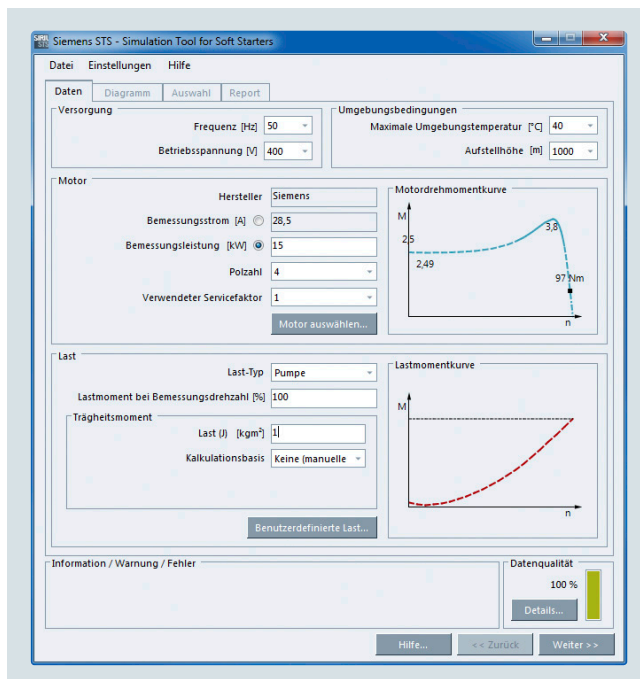 SIRIUS STS Siemens STS - Simulation Tool for Soft Starters
Datei Einstellungen Hilfe
Daten Diagramm Auswahl Report
Versorgung
Frequenz [Hz] 50
Betriebsspannung [V] 400
Umgebungsbedingungen
Maximale Umgebungstemperatur [°C] 40
Aufstellhöhe [m] 1000
Motor
Hersteller Siemens
Bemessungsstrom [A] 28,5
Bemessungsleistung [kW] 15
Polzahl 4
Verwendeter Servicefaktor 1
Motor auswählen...
Motordrehmomentkurve
M
3,8
2,5
2,49
97 Nm
n
Last
Last-Typ Pumpe
Lastmoment bei Bemessungsdrehzahl [%] 100
Trägheitsmoment
Last (J) [kgm²] 1
Kalkulationsbasis Keine (manuelle
Benutzerdefinierte Last...
Lastmomentkurve
M
n
Information / Warnung / Fehler
Datenqualität
100 %
Details...
Hilfe... << Zurück Weiter >>